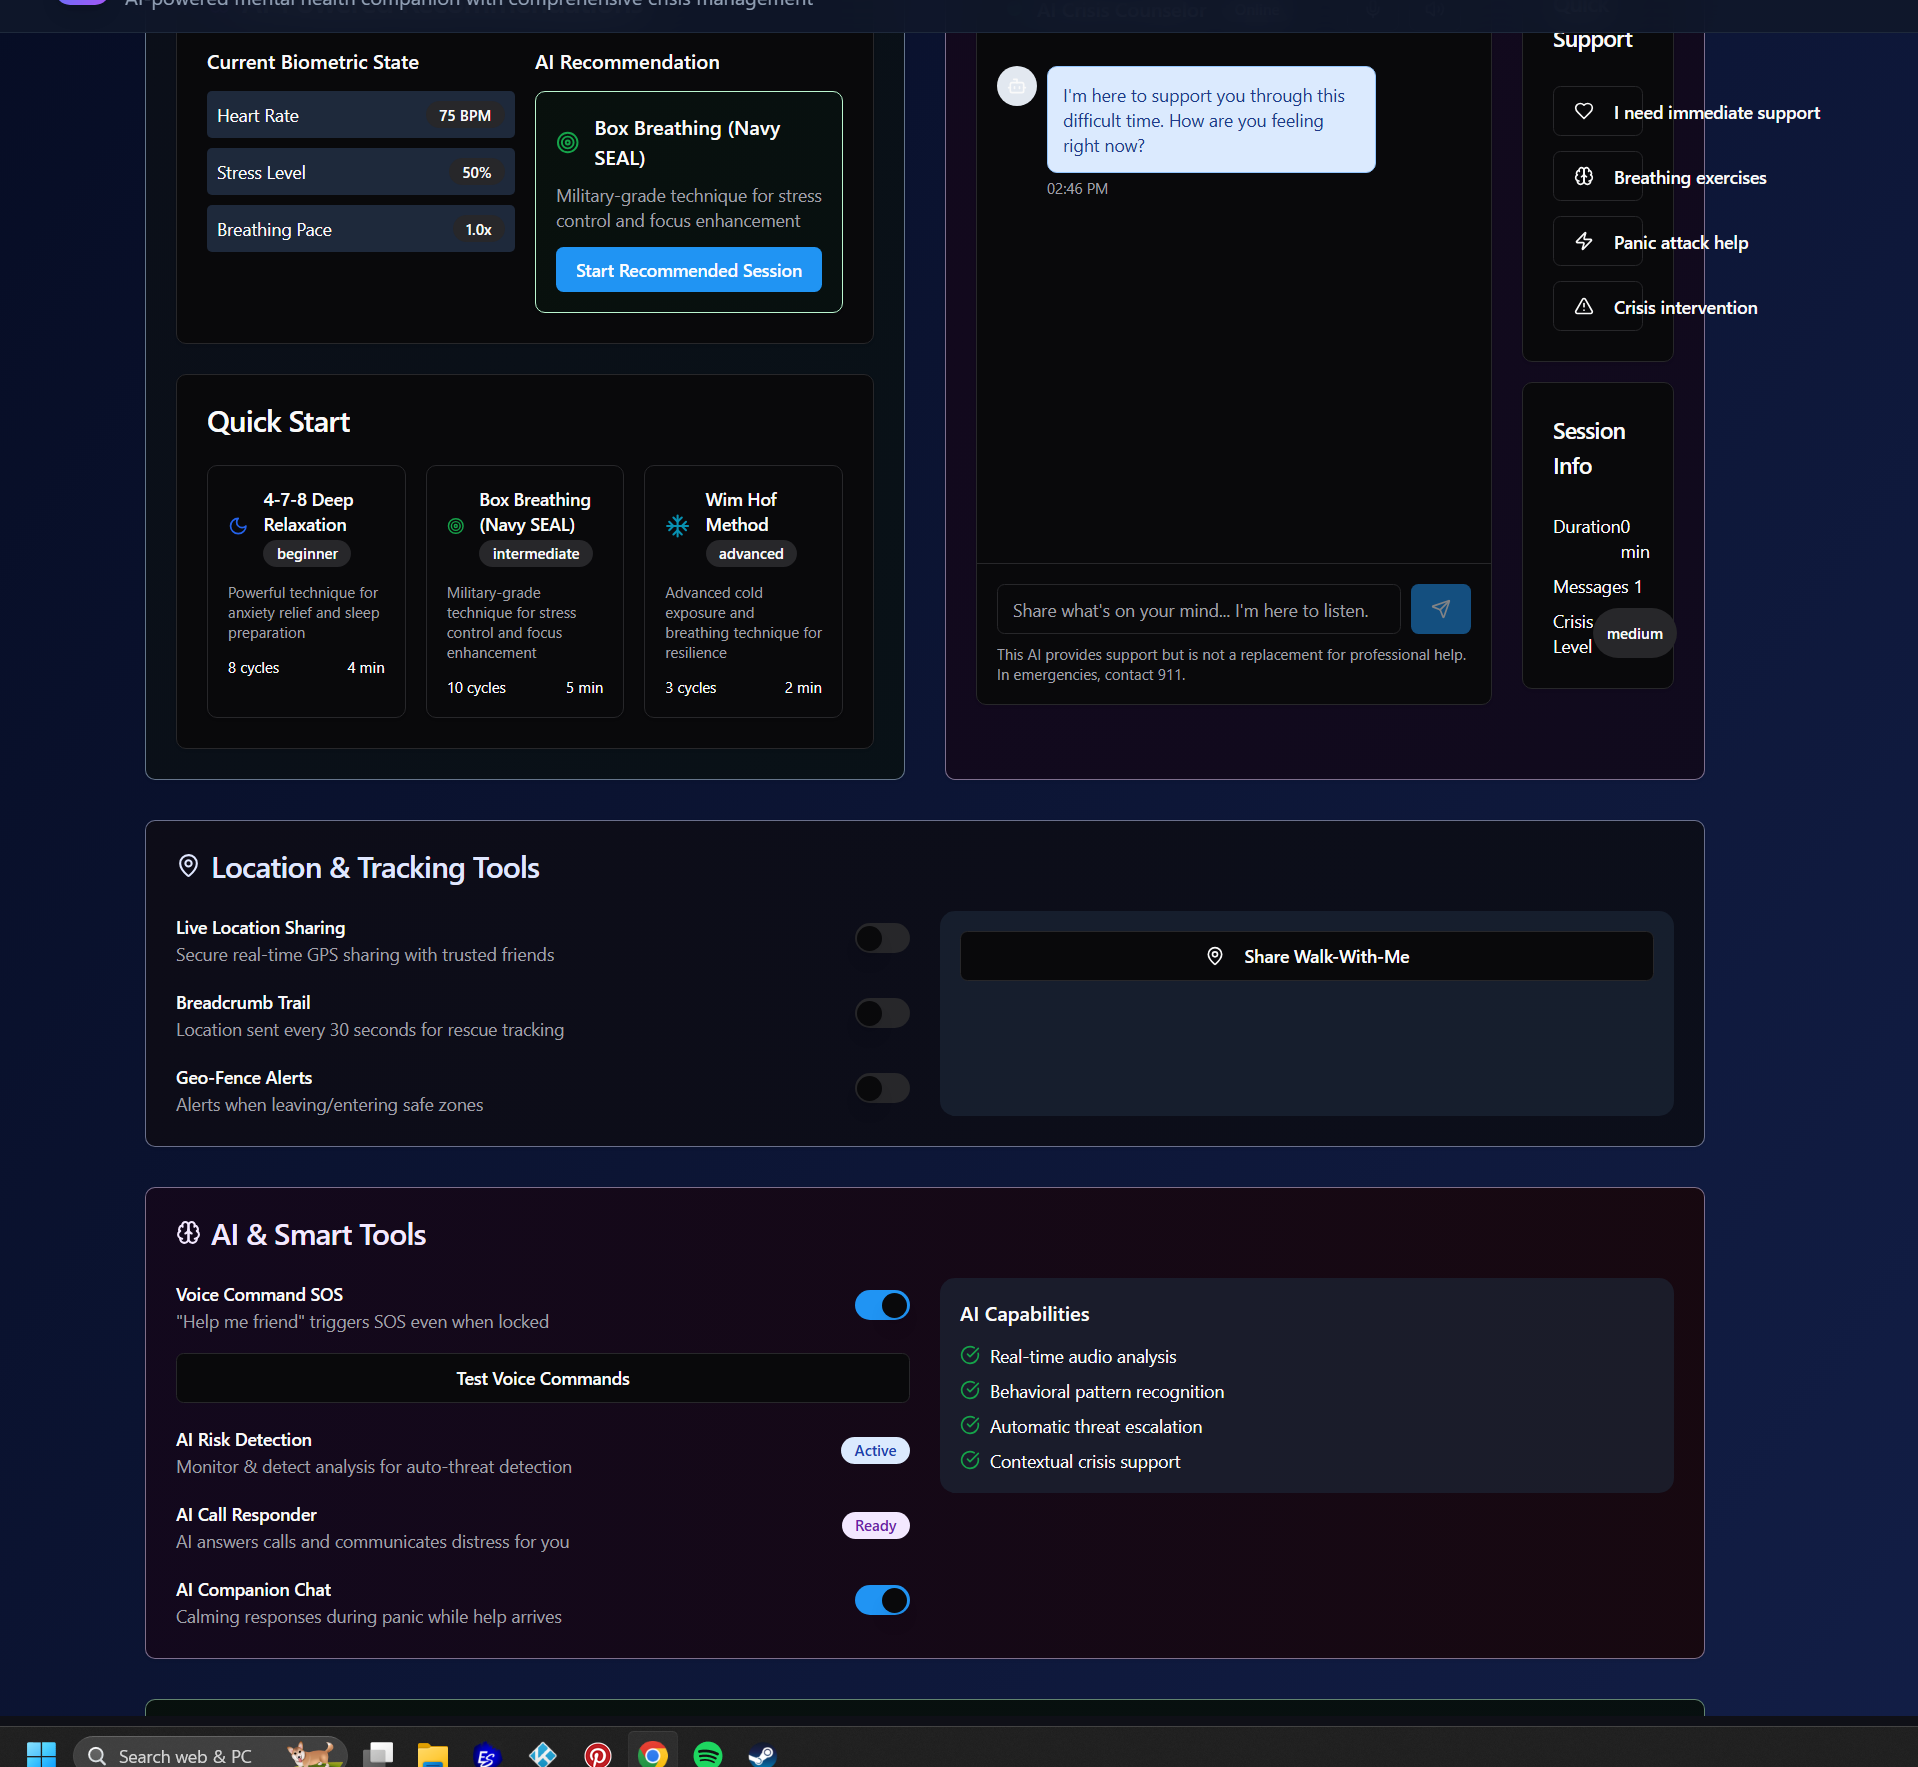 AI-powered mental health companion with comprehensive crisis management
Current Biometric State
Heart Rate
75 BPM
Stress Level
50%
Breathing Pace
1.0x
AI Recommendation
Box Breathing (Navy
SEAL)
Military-grade technique for stress
control and focus enhancement
Start Recommended Session
Quick Start
4-7-8 Deep
Relaxation
beginner
Powerful technique for
anxiety relief and sleep
preparation
8 cycles
4 min
Box Breathing
(Navy SEAL)
intermediate
Military-grade
technique for stress
control and focus
enhancement
10 cycles
5 min
Wim Hof
Method
advanced
Advanced cold
exposure and
breathing technique for
resilience
3 cycles
2 min
AI Crisis Counselor
I'm here to support you through this
difficult time. How are you feeling
right now?
02:46 PM
Share what's on your mind... I'm here to listen.
This AI provides support but is not a replacement for professional help.
In emergencies, contact 911.
Support
I need immediate support
Breathing exercises
Panic attack help
Crisis intervention
Session
Info
Duration
0
min
Messages 1
Crisis
Level
medium
Location & Tracking Tools
Live Location Sharing
Secure real-time GPS sharing with trusted friends
Breadcrumb Trail
Location sent every 30 seconds for rescue tracking
Geo-Fence Alerts
Alerts when leaving/entering safe zones
Share Walk-With-Me
AI & Smart Tools
Voice Command SOS
"Help me friend" triggers SOS even when locked
Test Voice Commands
AI Risk Detection
Monitor & detect analysis for auto-threat detection
Active
AI Call Responder
AI answers calls and communicates distress for you
Ready
AI Companion Chat
Calming responses during panic while help arrives
AI Capabilities
Real-time audio analysis
Behavioral pattern recognition
Automatic threat escalation
Contextual crisis support
Search web & PC
ES